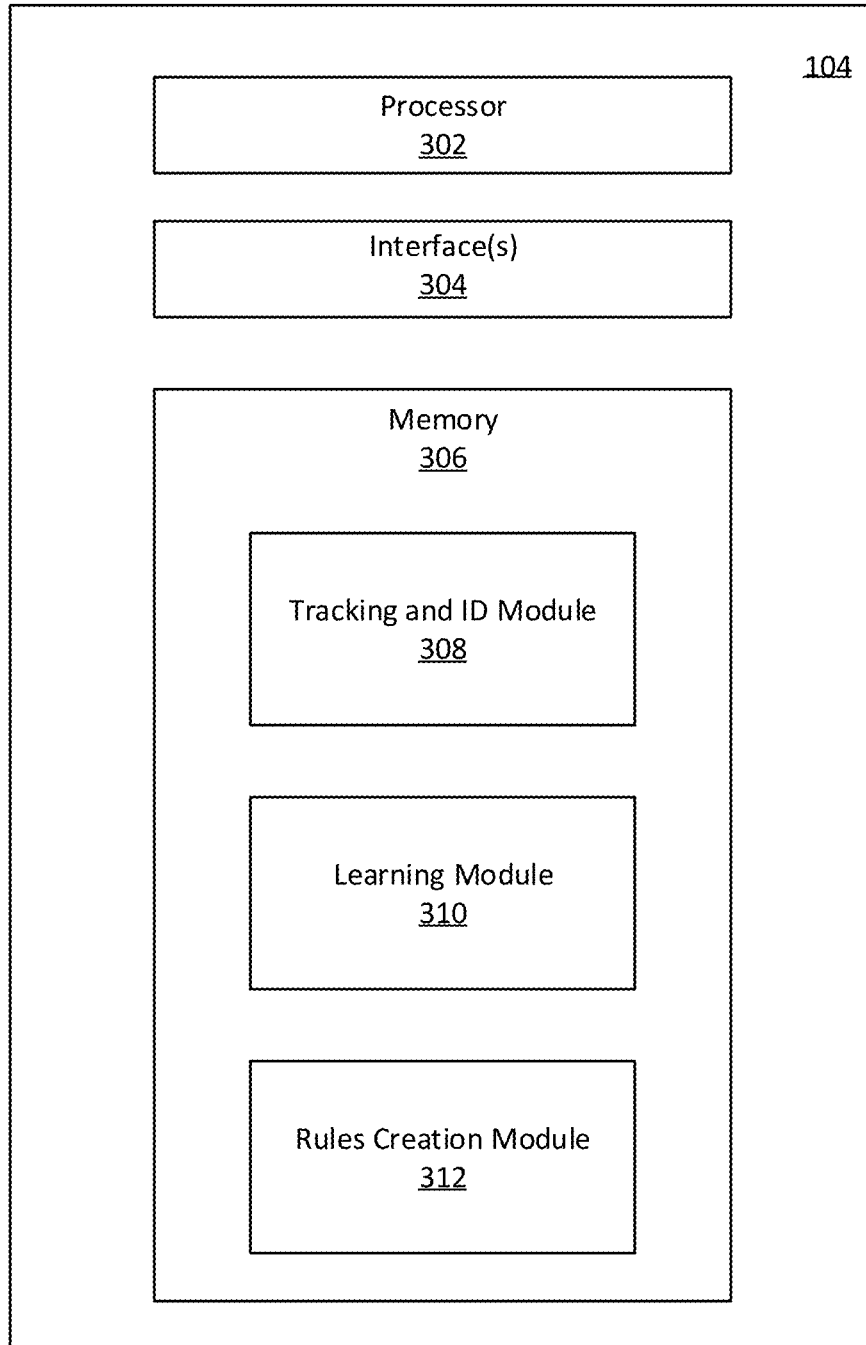 104
Processor
302
Interface(s)
304
Memory
306
Tracking and ID Module
308
Learning Module
310
Rules Creation Module
312